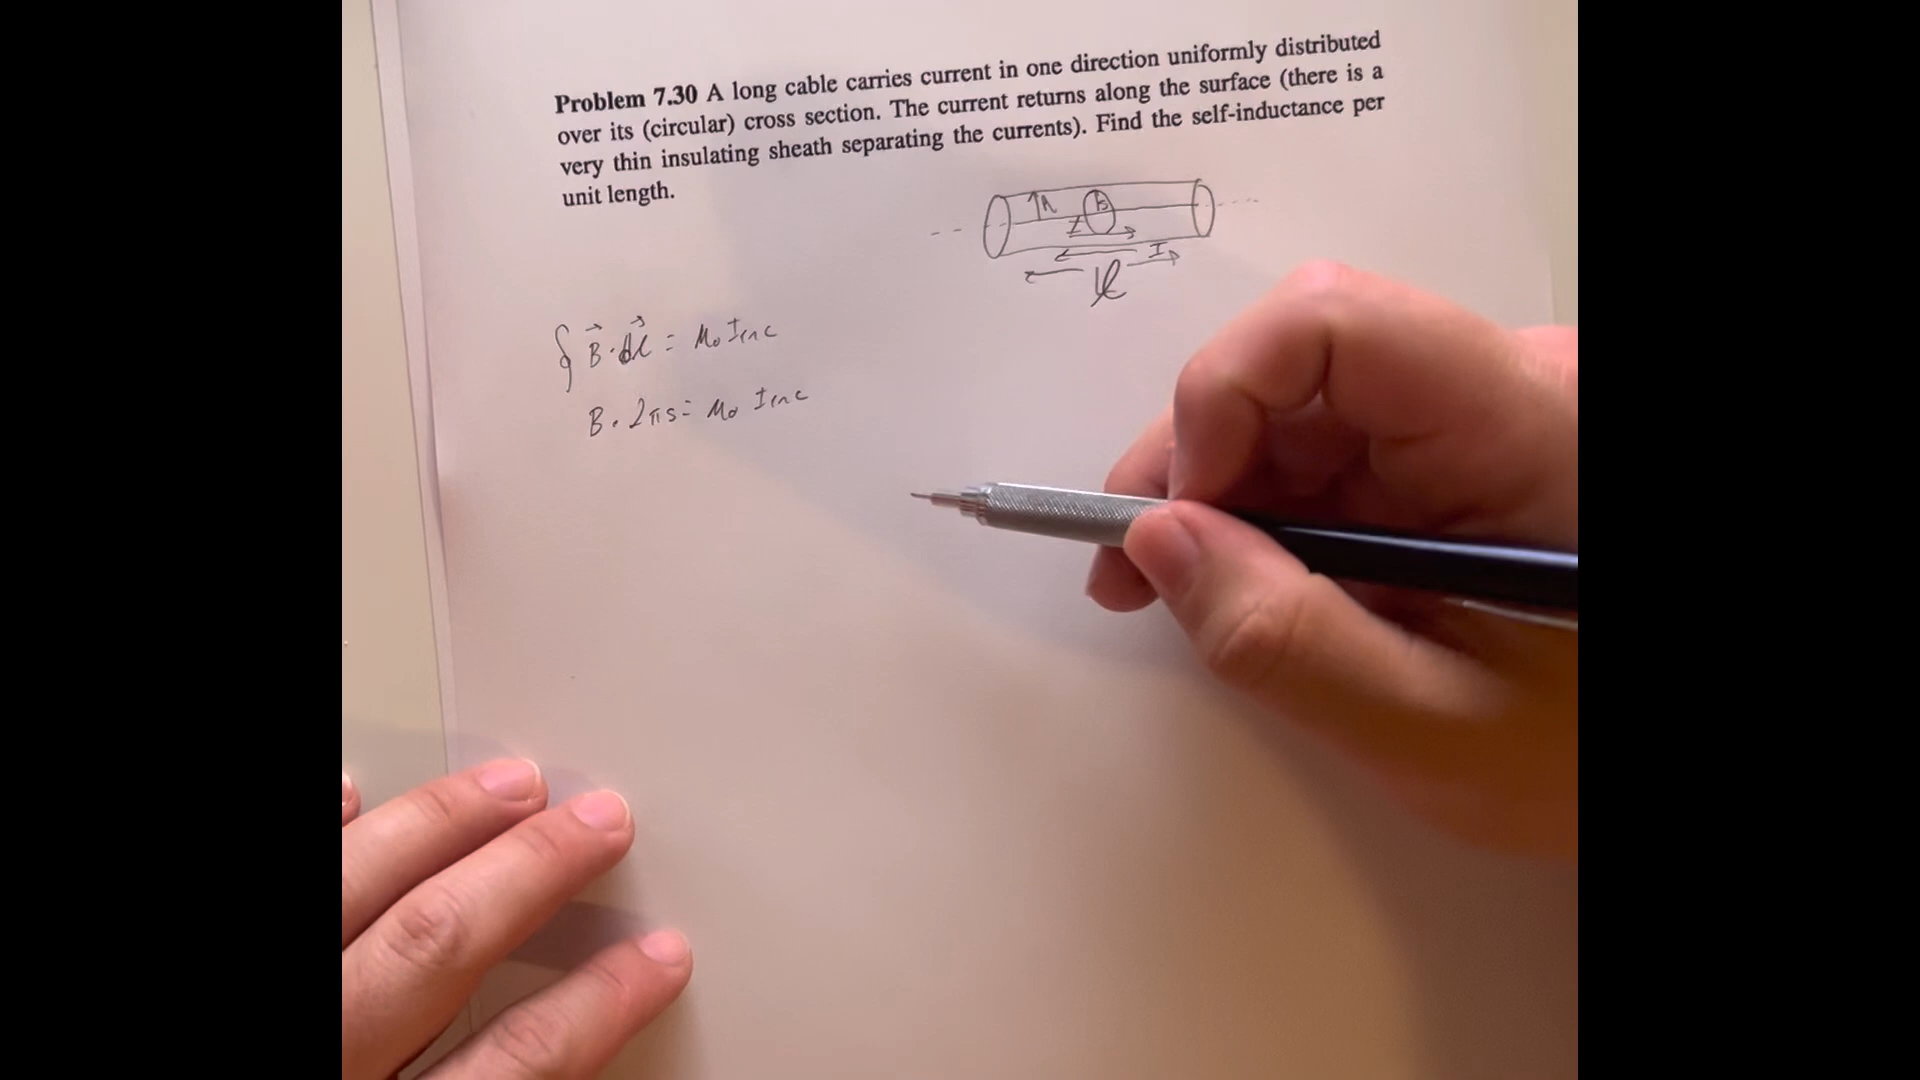 Problem 7.30 A long cable carries current in one direction uniformly distributed
over its (circular) cross section. The current returns along the surface (there is a
very thin insulating sheath separating the currents). Find the self-inductance per
unit length.
I
I
l
∮ B⃗ · dl⃗ = μ₀ Ienc
B · 2πs = μ₀ Ienc